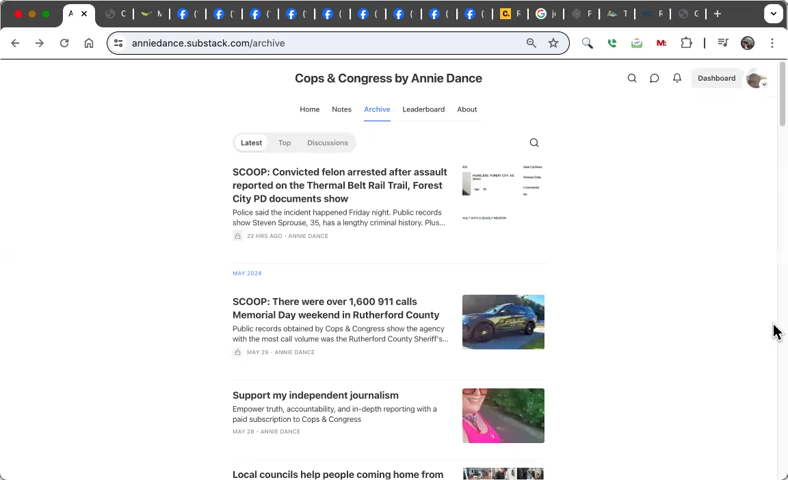 anniedance.substack.com/archive
Cops & Congress by Annie Dance
Dashboard
Home Notes Archive Leaderboard About
Latest Top Discussions
SCOOP: Convicted felon arrested after assault
reported on the Thermal Belt Rail Trail, Forest
City PD documents show
Police said the incident happened Friday night. Public records
show Steven Sprouse, 35, has a lengthy criminal history. Plus...
22 HRS AGO • ANNIE DANCE
MAY 2024
SCOOP: There were over 1,600 911 calls
Memorial Day weekend in Rutherford County
Public records obtained by Cops & Congress show the agency
with the most call volume was the Rutherford County Sheriff's...
MAY 29 • ANNIE DANCE
Support my independent journalism
Empower truth, accountability, and in-depth reporting with a
paid subscription to Cops & Congress
MAY 28 • ANNIE DANCE
Local councils help people coming home from